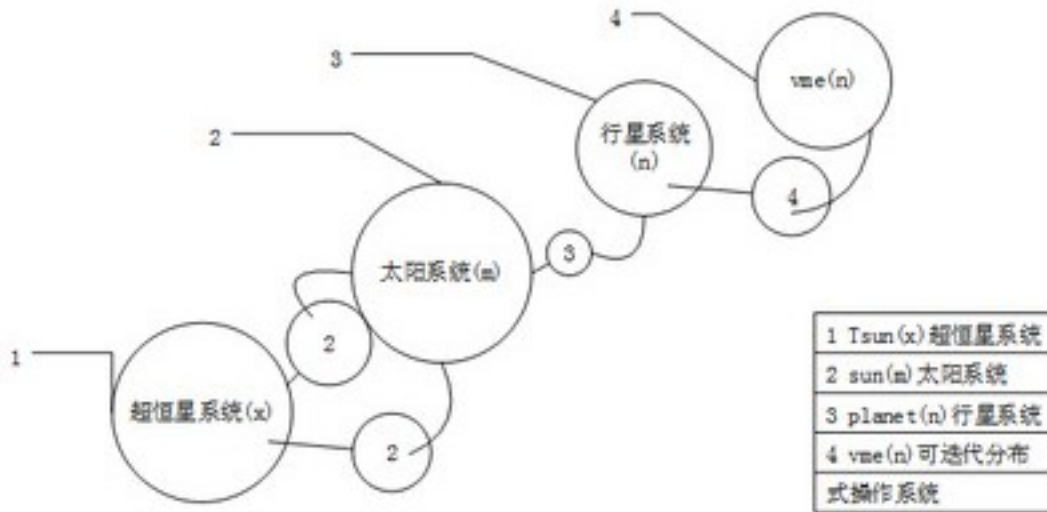 4
vme(n)
3
行星系统
(n)
2
4
3
太阳系统(m)
2
1
超恒星系统(x)
2
1 Tsun(x)超恒星系统
2 sun(m)太阳系统
3 planet(n)行星系统
4 vme(n)可迭代分布
式操作系统